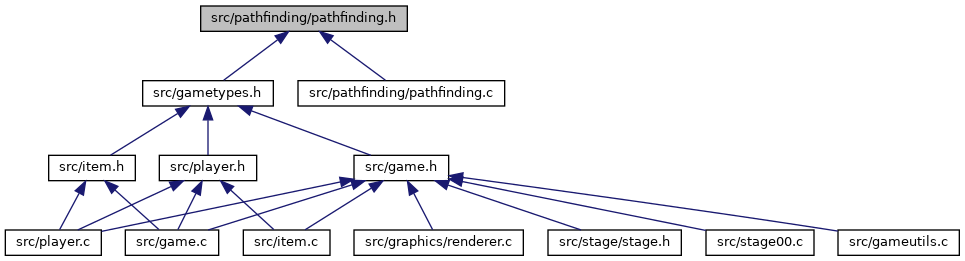 src/pathfinding/pathfinding.h
src/gametypes.h
src/pathfinding/pathfinding.c
src/item.h
src/player.h
src/game.h
src/player.c
src/game.c
src/item.c
src/graphics/renderer.c
src/stage/stage.h
src/stage00.c
src/gameutils.c